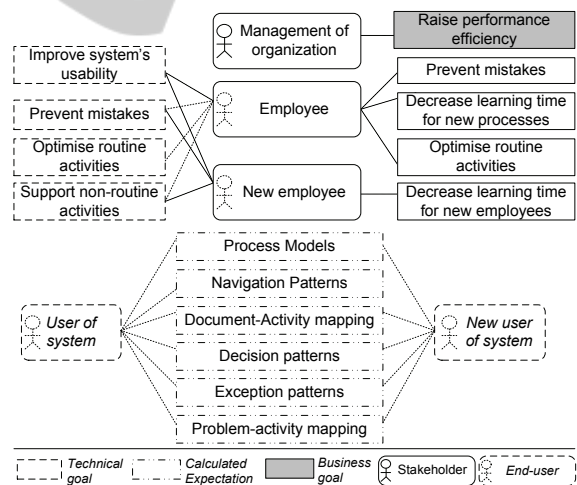 Management of
organization
Raise performance
efficiency
Improve system's
usability
Prevent mistakes
Optimise routine
activities
Support non-routine
activities
Employee
New employee
Prevent mistakes
Decrease learning time
for new processes
Optimise routine
activities
Decrease learning time
for new employees
Process Models
Navigation Patterns
Document-Activity mapping
Decision patterns
Exception patterns
Problem-activity mapping
User of
system
New user
of system
Technical
goal
Calculated
Expectation
Business
goal
Stakeholder
End-user